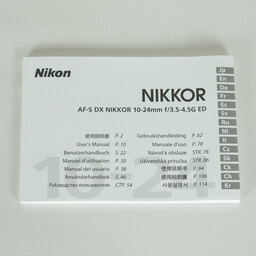 Nikon
NIKKOR
AF-S DX NIKKOR 10-24mm f/3.5-4.5G ED
使用説明書 P. 2
User's Manual P. 10
Benutzerhandbuch S. 22
Manuel d'utilisation P. 30
Manual del usuario P. 38
Användarhandbok S. 46
Руководство пользователя СТР. 54
Gebruikshandleiding P. 62
Manuale d'uso P. 70
Návod k obsluze STR. 78
Užívateľská príručka STR. 86
使用说明书 P. 94
使用說明書 P. 106
사용설명서 P. 114
10-24
Jp
En
De
Fr
Es
Sv
Ru
Nl
It
Cz
Sk
Ck
Ch
Kr